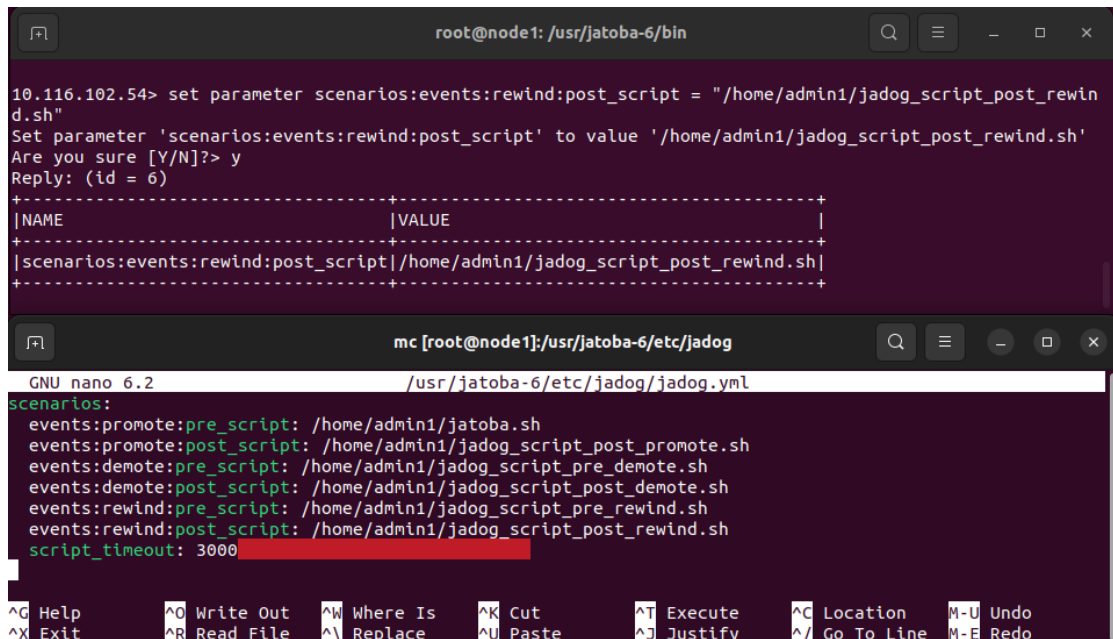 root@node1: /usr/jatoba-6/bin
10.116.102.54> set parameter scenarios:events:rewind:post_script = "/home/admin1/jadog_script_post_rewin
d.sh"
Set parameter 'scenarios:events:rewind:post_script' to value '/home/admin1/jadog_script_post_rewind.sh'
Are you sure [Y/N]?> y
Reply: (id = 6)
+-----------------------------------+----------------------------------------+
|NAME                               |VALUE                                   |
+-----------------------------------+----------------------------------------+
|scenarios:events:rewind:post_script|/home/admin1/jadog_script_post_rewind.sh|
+-----------------------------------+----------------------------------------+
mc [root@node1]:/usr/jatoba-6/etc/jadog
GNU nano 6.2 /usr/jatoba-6/etc/jadog/jadog.yml
scenarios:
  events:promote:pre_script: /home/admin1/jatoba.sh
  events:promote:post_script: /home/admin1/jadog_script_post_promote.sh
  events:demote:pre_script: /home/admin1/jadog_script_pre_demote.sh
  events:demote:post_script: /home/admin1/jadog_script_post_demote.sh
  events:rewind:pre_script: /home/admin1/jadog_script_pre_rewind.sh
  events:rewind:post_script: /home/admin1/jadog_script_post_rewind.sh
  script_timeout: 3000
^G Help ^O Write Out ^W Where Is ^K Cut ^T Execute ^C Location M-U Undo
^X Exit ^R Read File ^\ Replace ^U Paste ^J Justify ^/ Go To Line M-E Redo